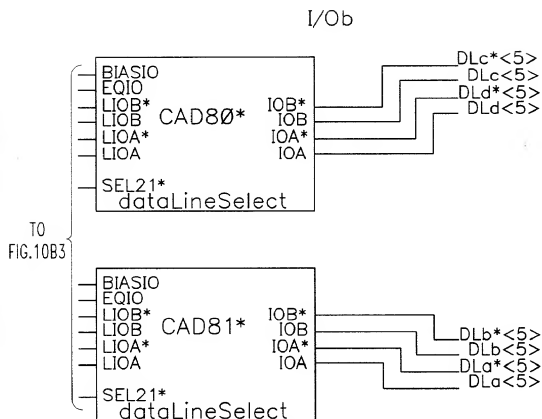 I/Ob
BIASIO
EQIO
LIOB*
LIOB
LIOA*
LIOA
SEL21*
CAD80*
IOB*
IOB
IOA*
IOA
dataLineSelect
DLc*<5>
DLc<5>
DLd*<5>
DLd<5>
TO
FIG.10B3
BIASIO
EQIO
LIOB*
LIOB
LIOA*
LIOA
SEL21*
CAD81*
IOB*
IOB
IOA*
IOA
dataLineSelect
DLb*<5>
DLb<5>
DLa*<5>
DLa<5>